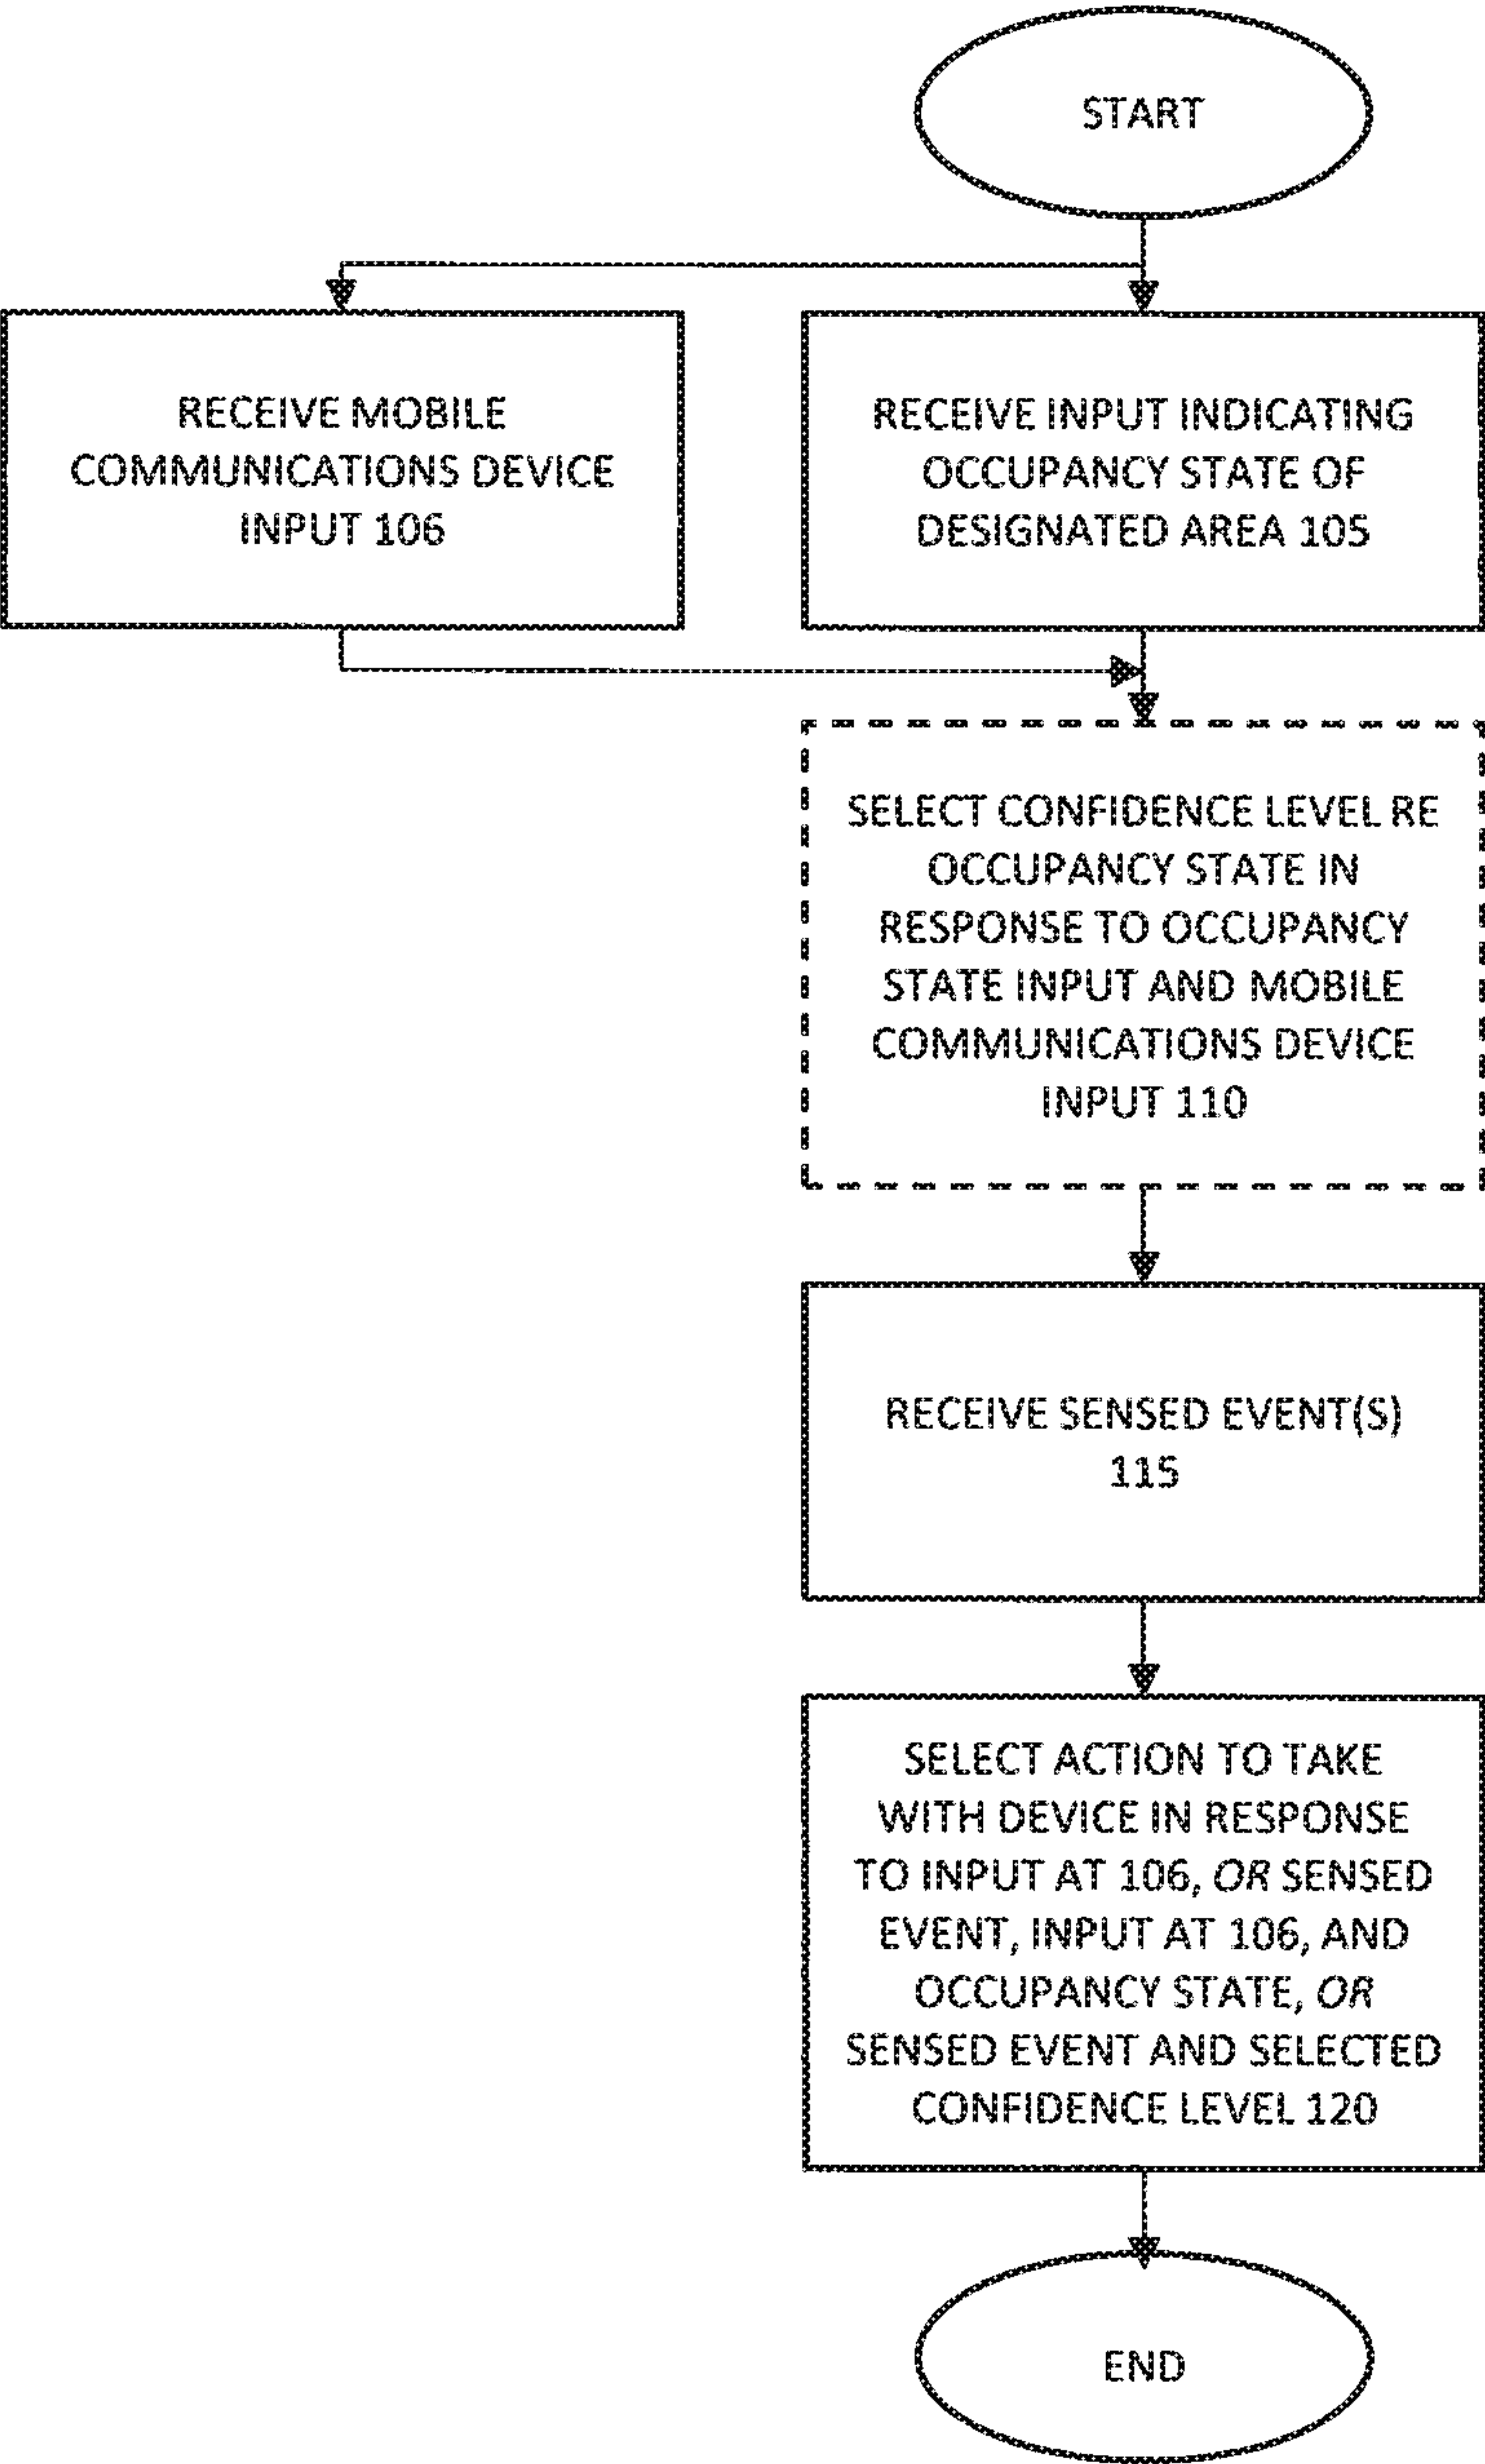 START
RECEIVE MOBILE
COMMUNICATIONS DEVICE
INPUT 106
RECEIVE INPUT INDICATING
OCCUPANCY STATE OF
DESIGNATED AREA 105
SELECT CONFIDENCE LEVEL RE
OCCUPANCY STATE IN
RESPONSE TO OCCUPANCY
STATE INPUT AND MOBILE
COMMUNICATIONS DEVICE
INPUT 110
RECEIVE SENSED EVENT(S)
115
SELECT ACTION TO TAKE
WITH DEVICE IN RESPONSE
TO INPUT AT 106, OR SENSED
EVENT, INPUT AT 106, AND
OCCUPANCY STATE, OR
SENSED EVENT AND SELECTED
CONFIDENCE LEVEL 120
END